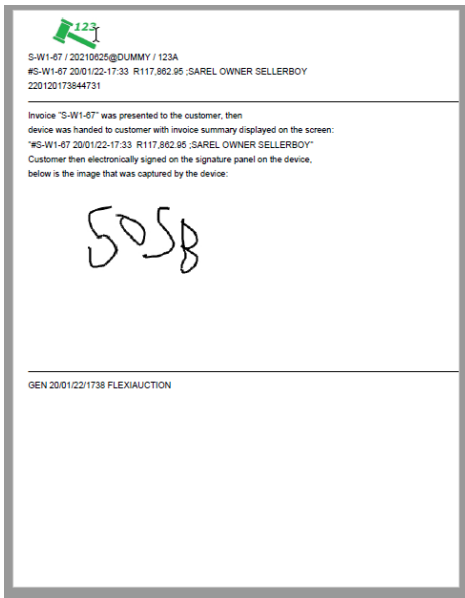 123
S-W1-67 / 20210625@DUMMY / 123A
#S-W1-67 20/01/22-17:33 R117,862.95 ;SAREL OWNER SELLERBOY
220120173844731
Invoice "S-W1-67" was presented to the customer, then
device was handed to customer with invoice summary displayed on the screen:
"#S-W1-67 20/01/22-17:33 R117,862.95 ;SAREL OWNER SELLERBOY"
Customer then electronically signed on the signature panel on the device,
below is the image that was captured by the device:
SOSB
GEN 20/01/22/1738 FLEXIAUCTION